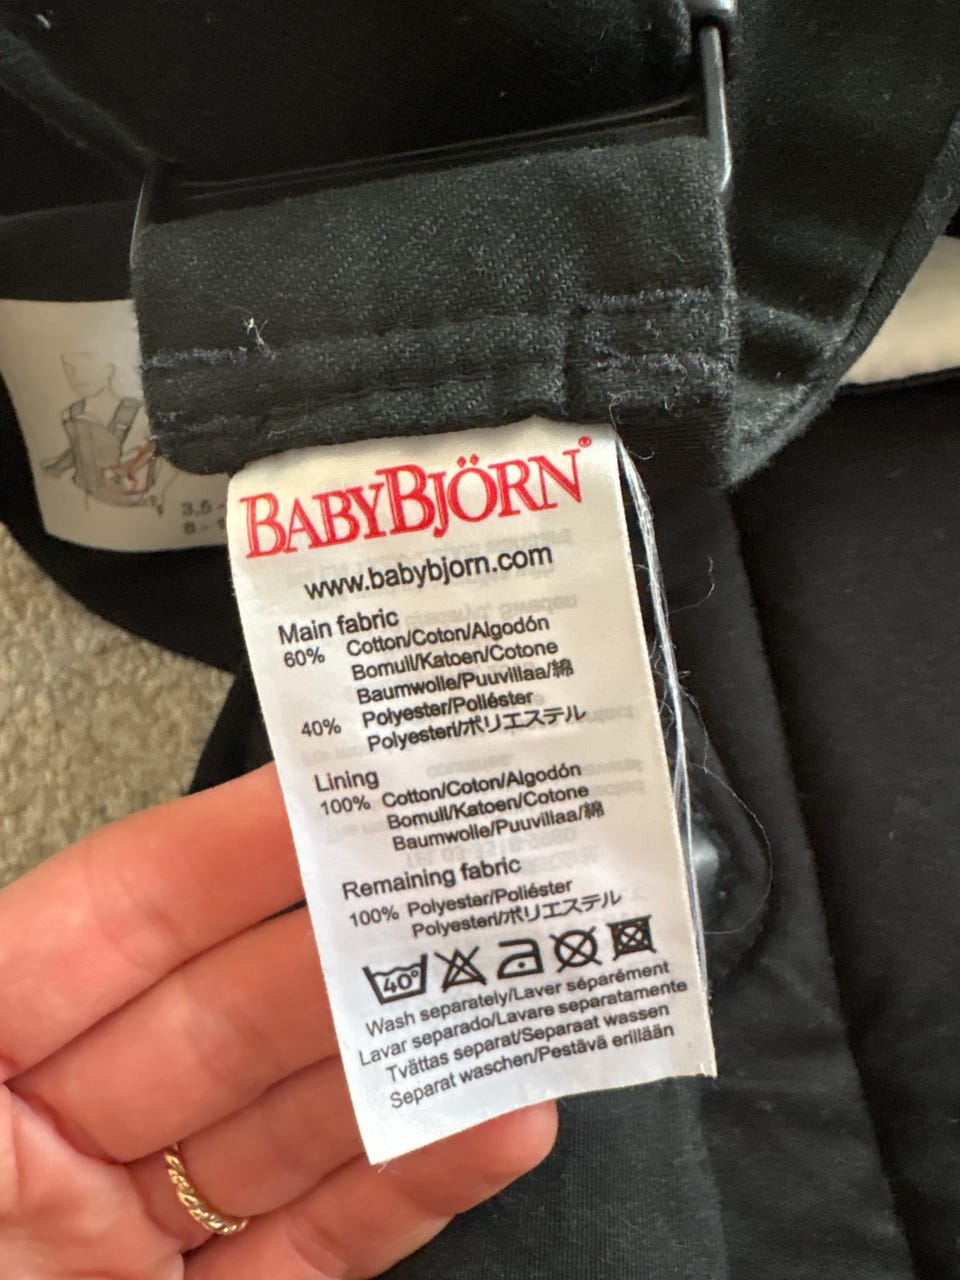 BABYBJÖRN®
www.babybjorn.com
Main fabric
60% Cotton/Coton/Algodón
Bomull/Katoen/Cotone
Baumwolle/Puuvillaa/綿
40% Polyester/Poliéster
Polyesteri/ポリエステル
Lining
100% Cotton/Coton/Algodón
Bomull/Katoen/Cotone
Baumwolle/Puuvillaa/綿
Remaining fabric
100% Polyester/Poliéster
Polyesteri/ポリエステル
40°
Wash separately/Laver séparément
Lavar separado/Lavare separatamente
Tvättas separat/Separaat wassen
Separat waschen/Pestävä erillään
3,5 -
8 -